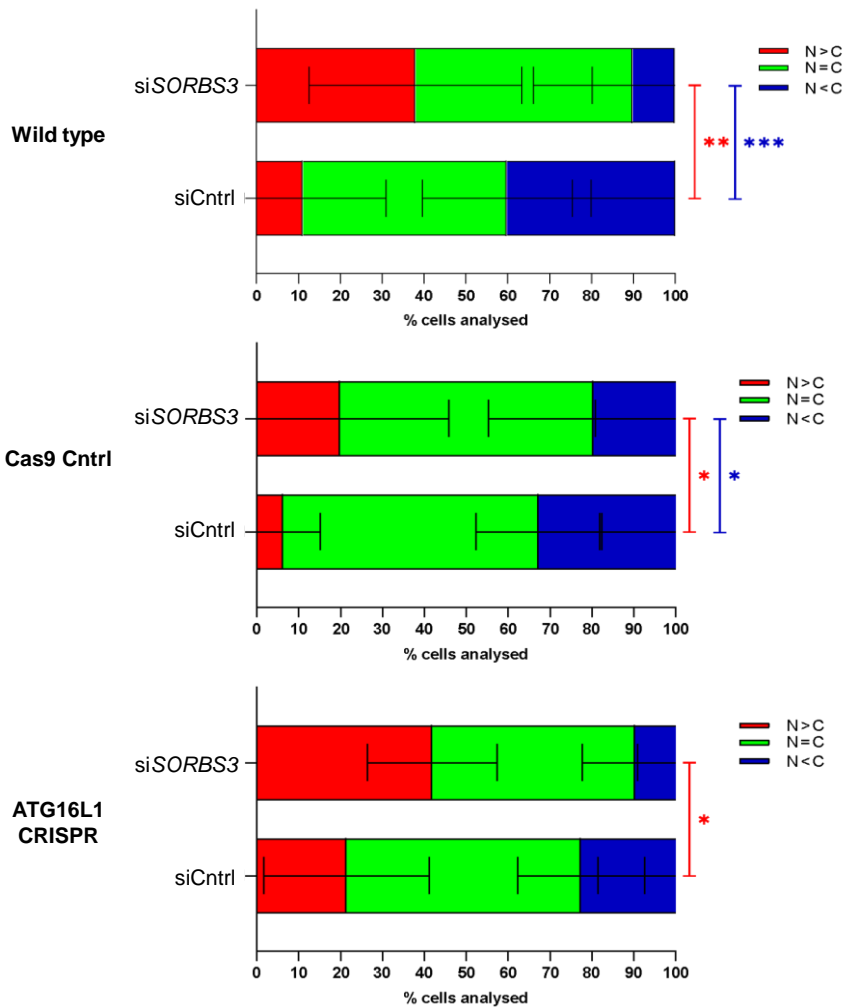 Wild type
siSORBS3
siCntrl
N>C
N=C
N<C
** ***
0 10 20 30 40 50 60 70 80 90 100
% cells analysed
Cas9 Cntrl
siSORBS3
siCntrl
N>C
N=C
N<C
* *
0 10 20 30 40 50 60 70 80 90 100
% cells analysed
ATG16L1
CRISPR
siSORBS3
siCntrl
N>C
N=C
N<C
*
0 10 20 30 40 50 60 70 80 90 100
% cells analysed